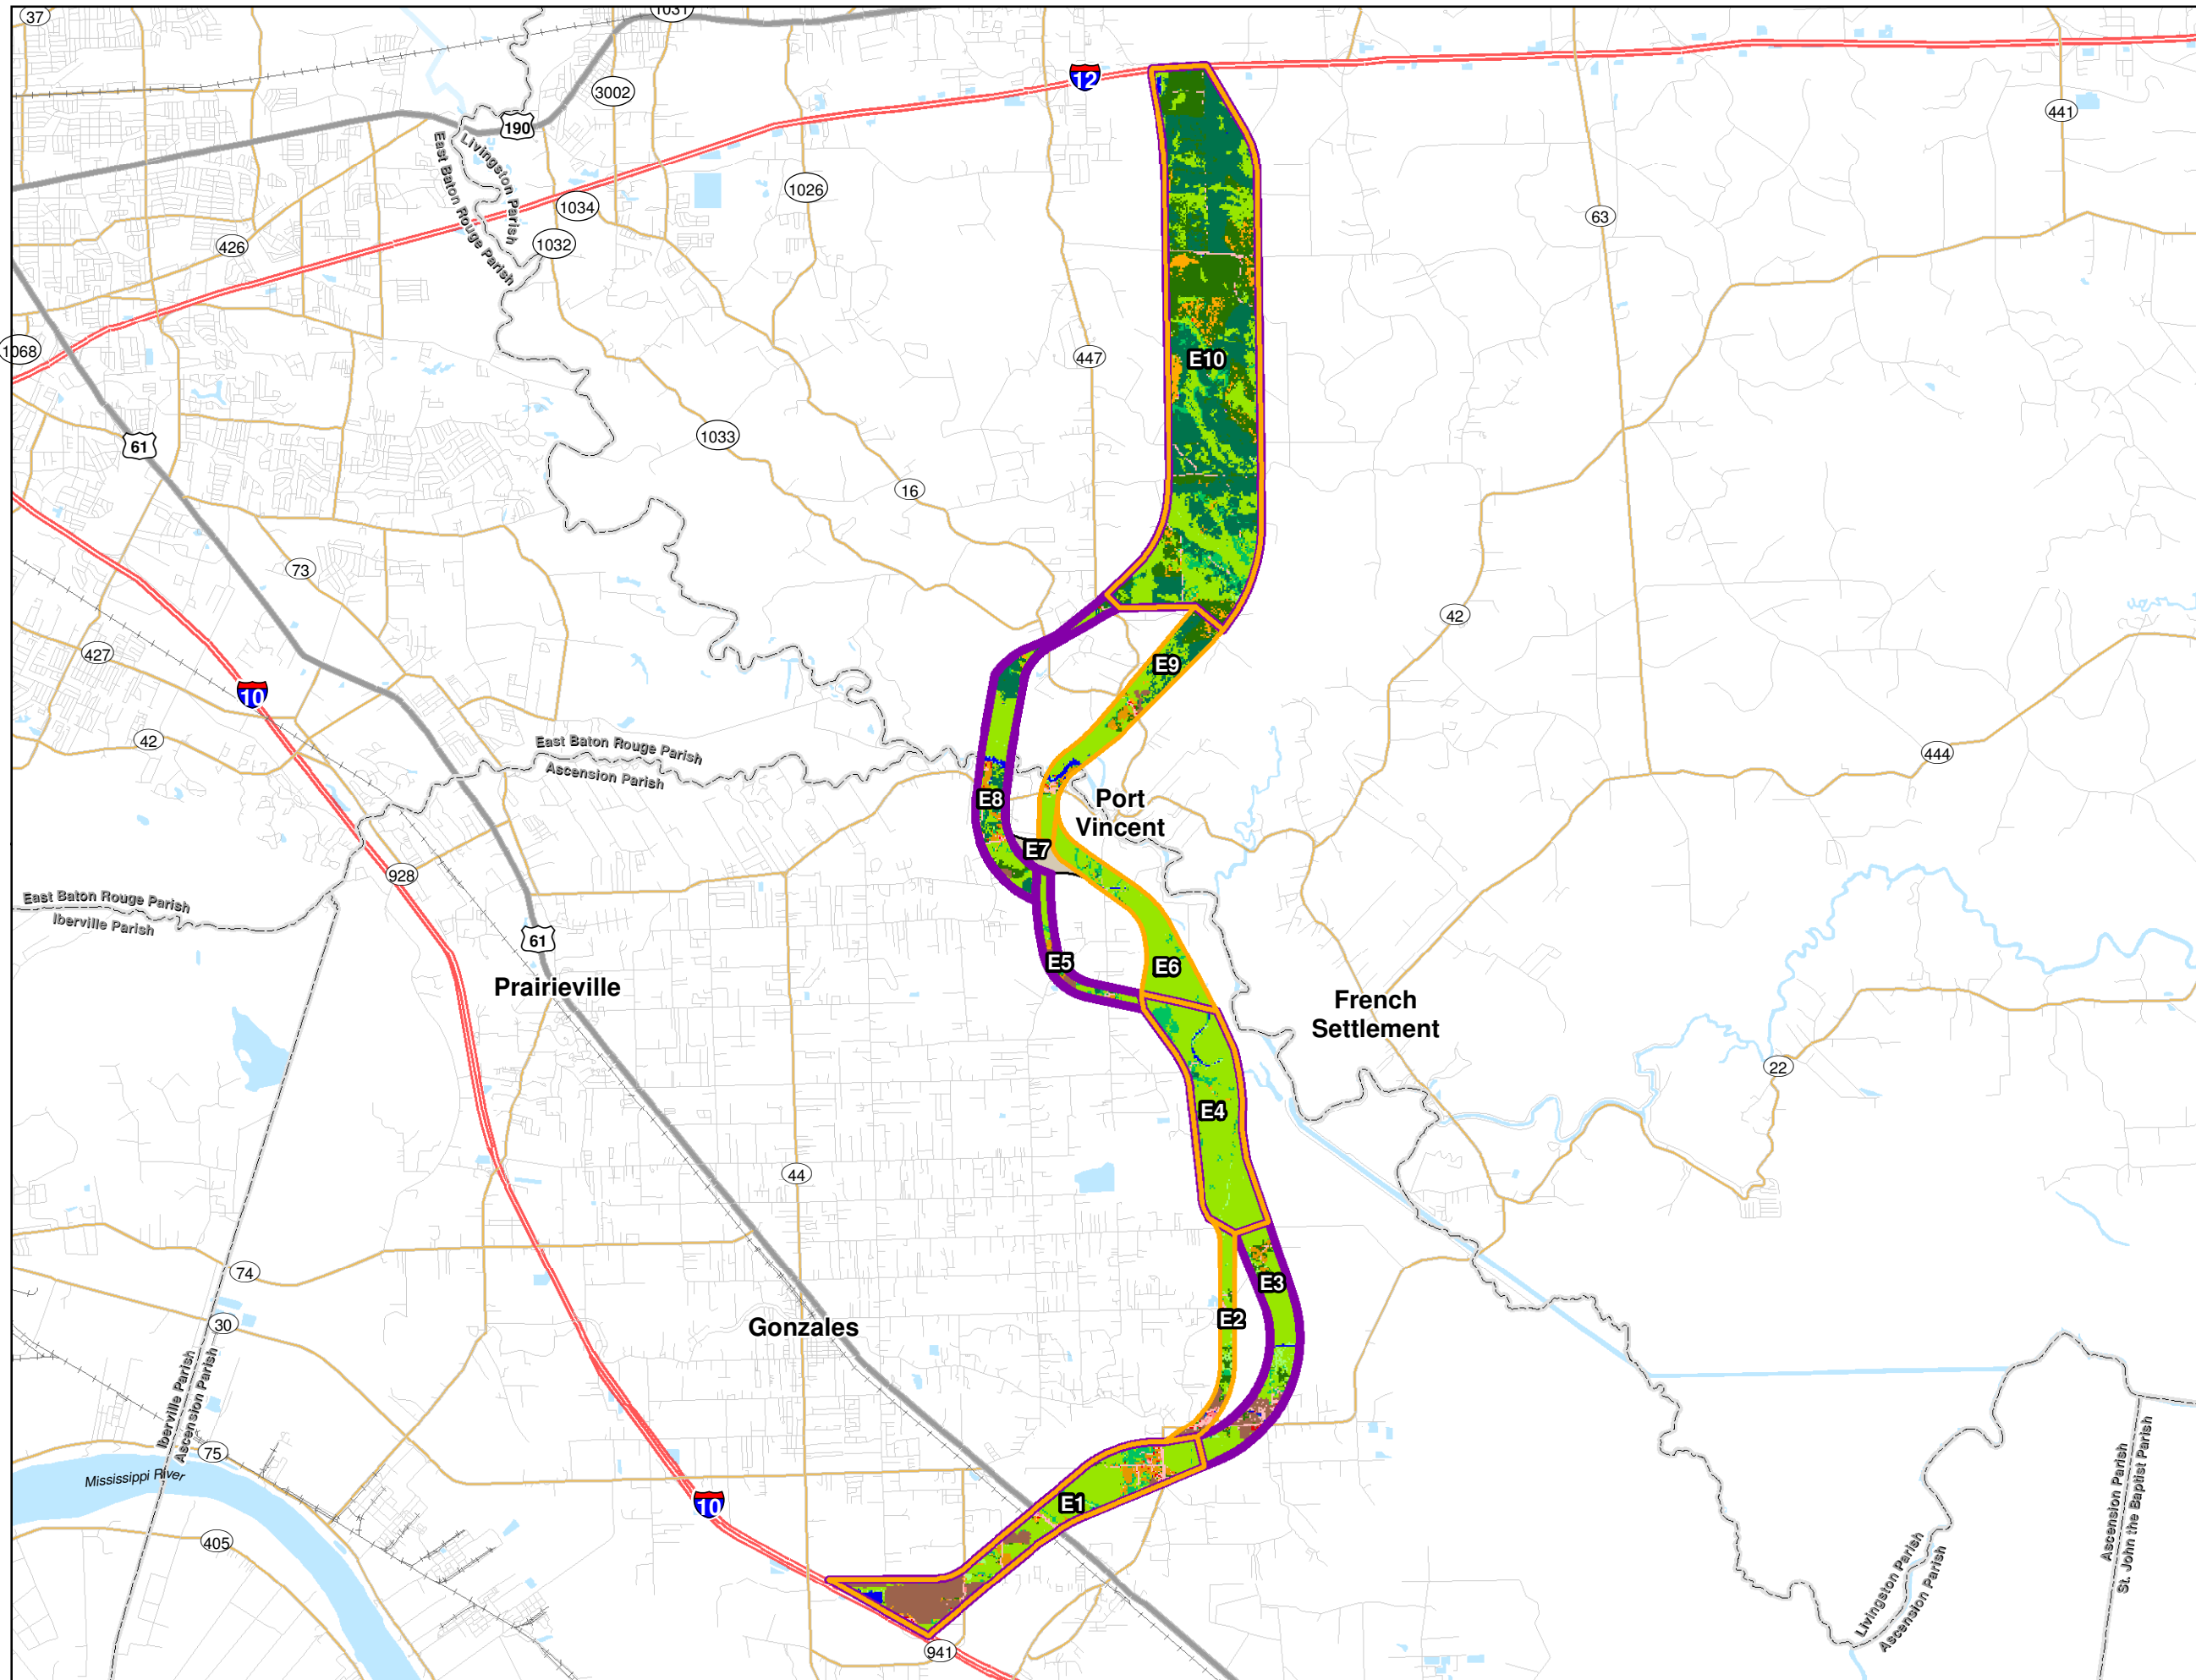 37
1031
12
3002
441
190
Livingston Parish
East Baton Rouge Parish
1026
1034
63
426
1032
1068
447
E10
61
1033
16
73
42
427
E9
10
42
East Baton Rouge Parish
Ascension Parish
444
E8
Port
Vincent
E7
928
East Baton Rouge Parish
Iberville Parish
61
E5
E6
Prairieville
French
Settlement
22
E4
44
74
E3
30
E2
Gonzales
Iberville Parish
Ascension Parish
75
Mississippi River
10
E1
405
941
Ascension Parish
St. John the Baptist Parish
Livingston Parish
Ascension Parish